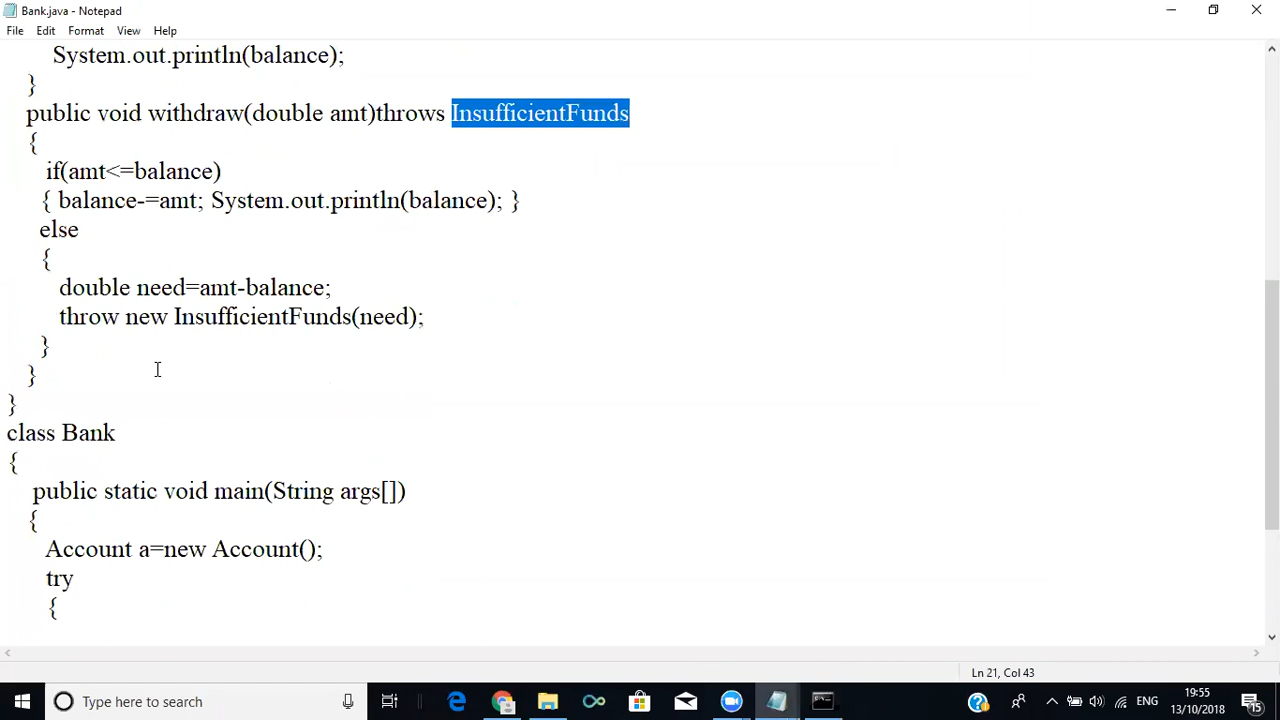 Bank.java - Notepad
File Edit Format View Help
System.out.println(balance);
}
public void withdraw(double amt)throws InsufficientFunds
{
if(amt<=balance)
{ balance-=amt; System.out.println(balance); }
else
{
double need=amt-balance;
throw new InsufficientFunds(need);
}
}
}
class Bank
{
public static void main(String args[])
{
Account a=new Account();
try
{
Ln 21, Col 43
Type here to search
ENG
19:55
13/10/2018
15